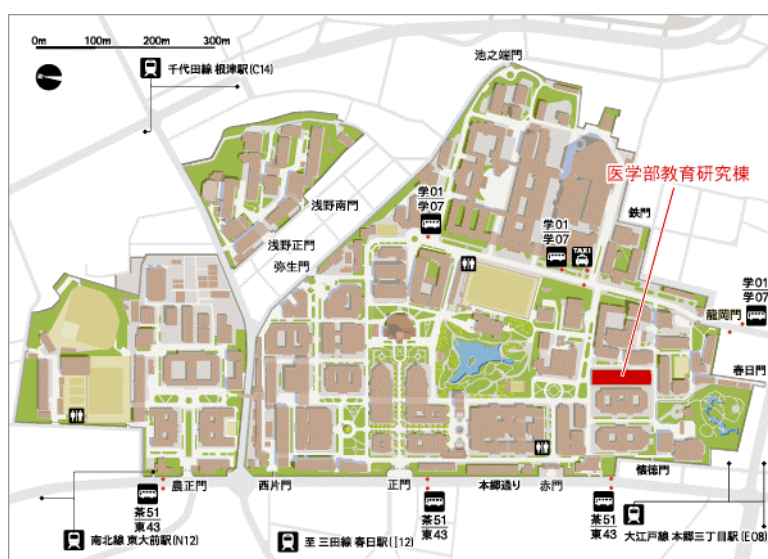 0m 100m 200m 300m
千代田線 根津駅(C14)
池之端門
医学部教育研究棟
学01
学07
浅野南門
学01
学07
TAXI
鉄門
浅野正門
弥生門
学01
学07
龍岡門
春日門
懐徳門
農正門
西片門
正門
本郷通り
赤門
茶51
東43
茶51
東43
茶51
東43
南北線 東大前駅(N12)
至 三田線 春日駅(I12)
大江戸線 本郷三丁目駅(E08)